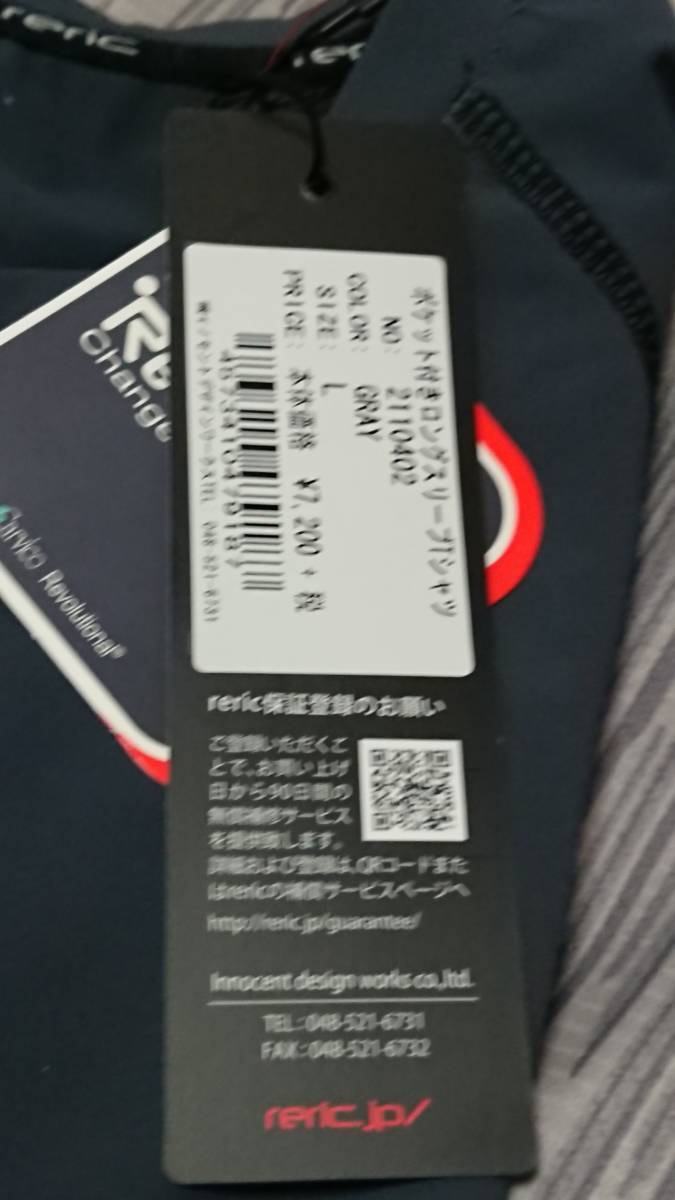 reric
ポケット付きロングスリーブTシャツ
NO: 2110402
COLOR: GRAY
SIZE: L
PRICE: 本体価格 ¥7,200 + 税
TEL 048-521-6731
Change
Revolutional®
reric保証登録のお願い
ご登録いただくこ
とで、お買い上げ
日から90日間の
無償補修サービス
を提供致します。
詳細および登録は、QRコードまた
はrericの補償サービスページへ
http://reric.jp/guarantee/
Innocent design works co.,ltd.
TEL : 048-521-6731
FAX : 048-521-6732
reric.jp/